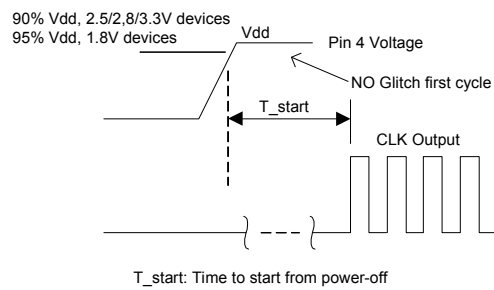 90% Vdd, 2.5/2,8/3.3V devices
95% Vdd, 1.8V devices
Vdd
Pin 4 Voltage
NO Glitch first cycle
T_start
CLK Output
T_start: Time to start from power-off